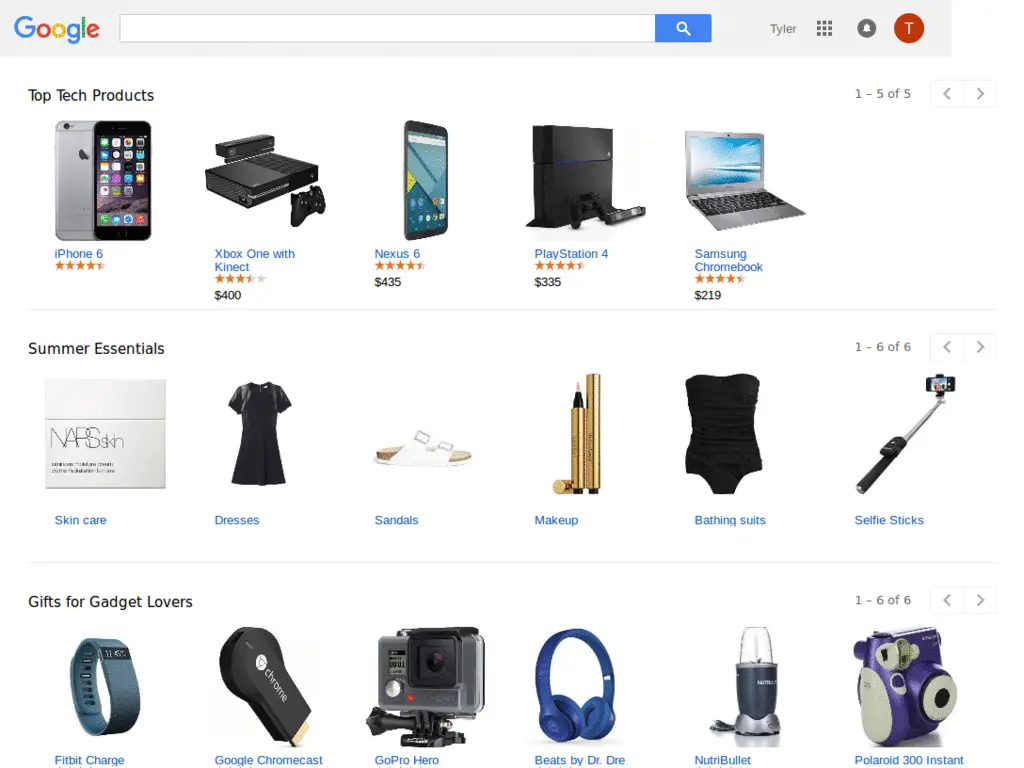 Google
Tyler
T
Top Tech Products
1 – 5 of 5
iPhone 6
Xbox One with
Kinect
$400
Nexus 6
$435
PlayStation 4
$335
Samsung
Chromebook
$219
Summer Essentials
1 – 6 of 6
NARSskin
Skin care
Dresses
Sandals
Makeup
Bathing suits
Selfie Sticks
Gifts for Gadget Lovers
1 – 6 of 6
chrome
Fitbit Charge
Google Chromecast
GoPro Hero
Beats by Dr. Dre
NutriBullet
Polaroid 300 Instant